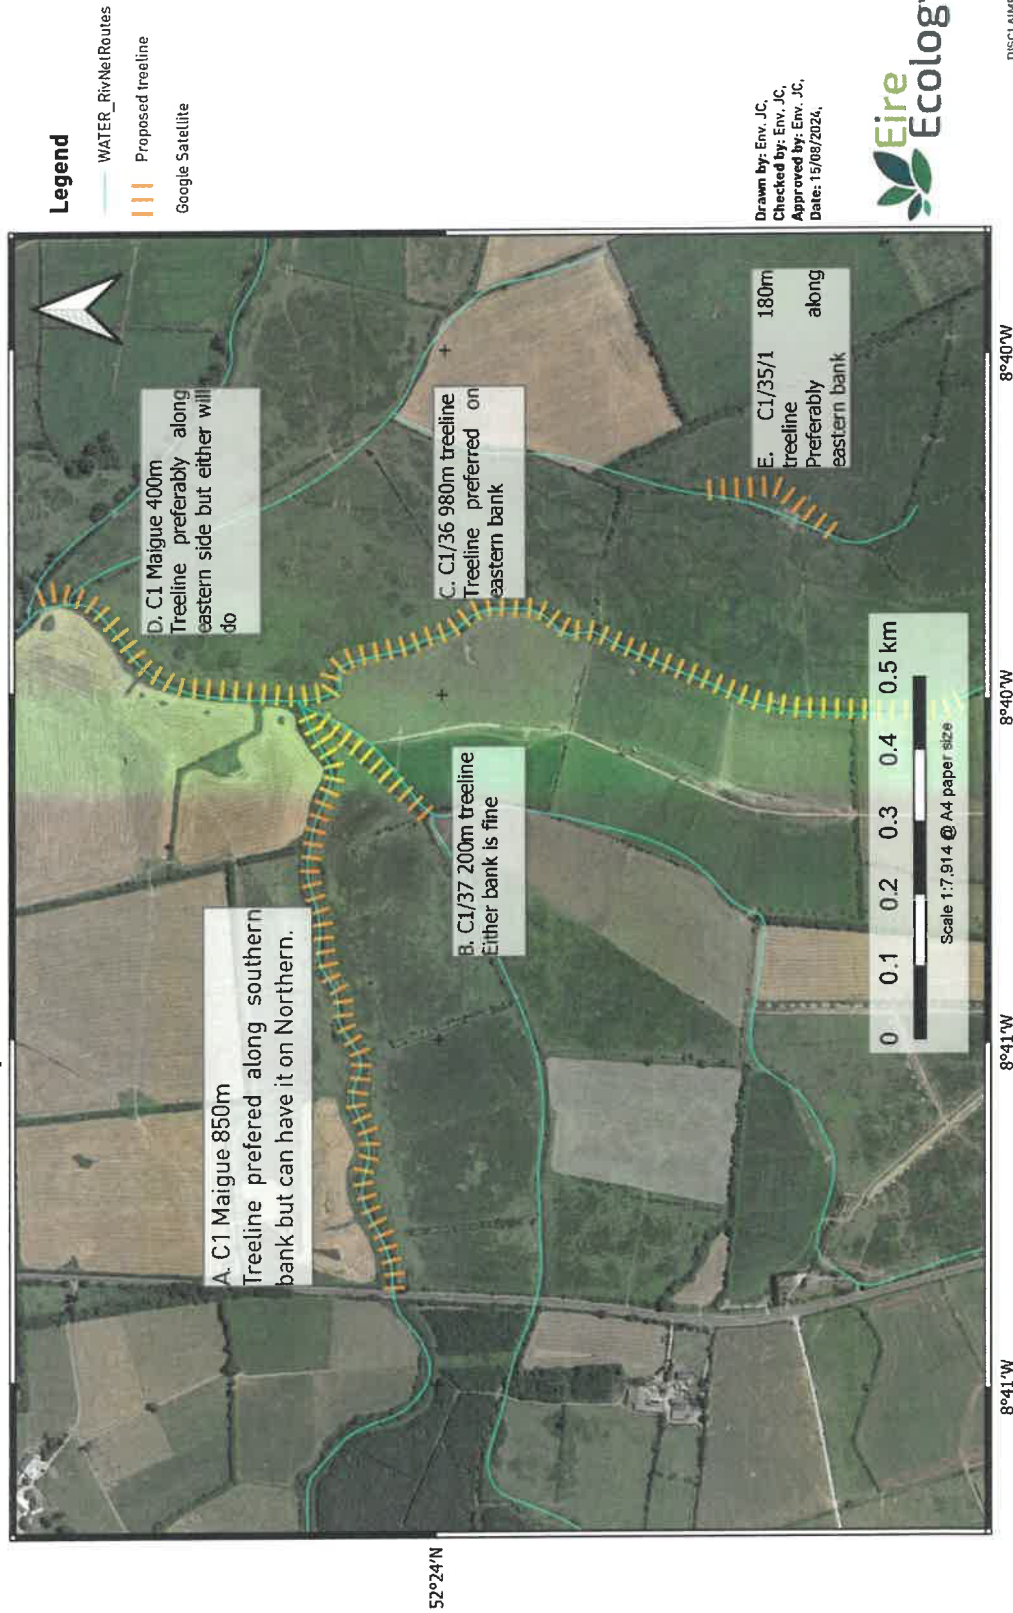 Legend
WATER_RivNetRoutes
Proposed treeline
Google Satellite
D. C1 Maigue 400m
Treeline preferably along
eastern side but either will
do
A. C1 Maigue 850m
Treeline prefered along southern
bank but can have it on Northern.
C. C1/36 980m treeline
Treeline preferred on
eastern bank
B. C1/37 200m treeline
Either bank is fine
E. C1/35/1 180m
treeline
Preferably along
eastern bank
52°24'N
0 0.1 0.2 0.3 0.4 0.5 km
Scale 1:7,914 @ A4 paper size
8°41'W 8°41'W 8°40'W 8°40'W
Drawn by: Env. JC,
Checked by: Env. JC,
Approved by: Env. JC,
Date: 15/08/2024,
Eire
Ecology